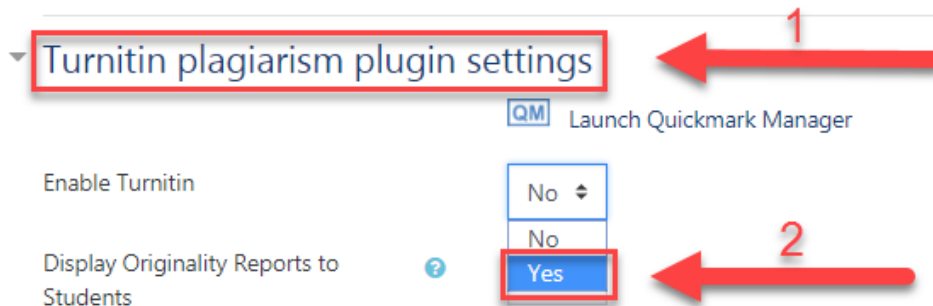 1
Turnitin plagiarism plugin settings
QM Launch Quickmark Manager
Enable Turnitin No
No
Display Originality Reports to Yes 2
Students